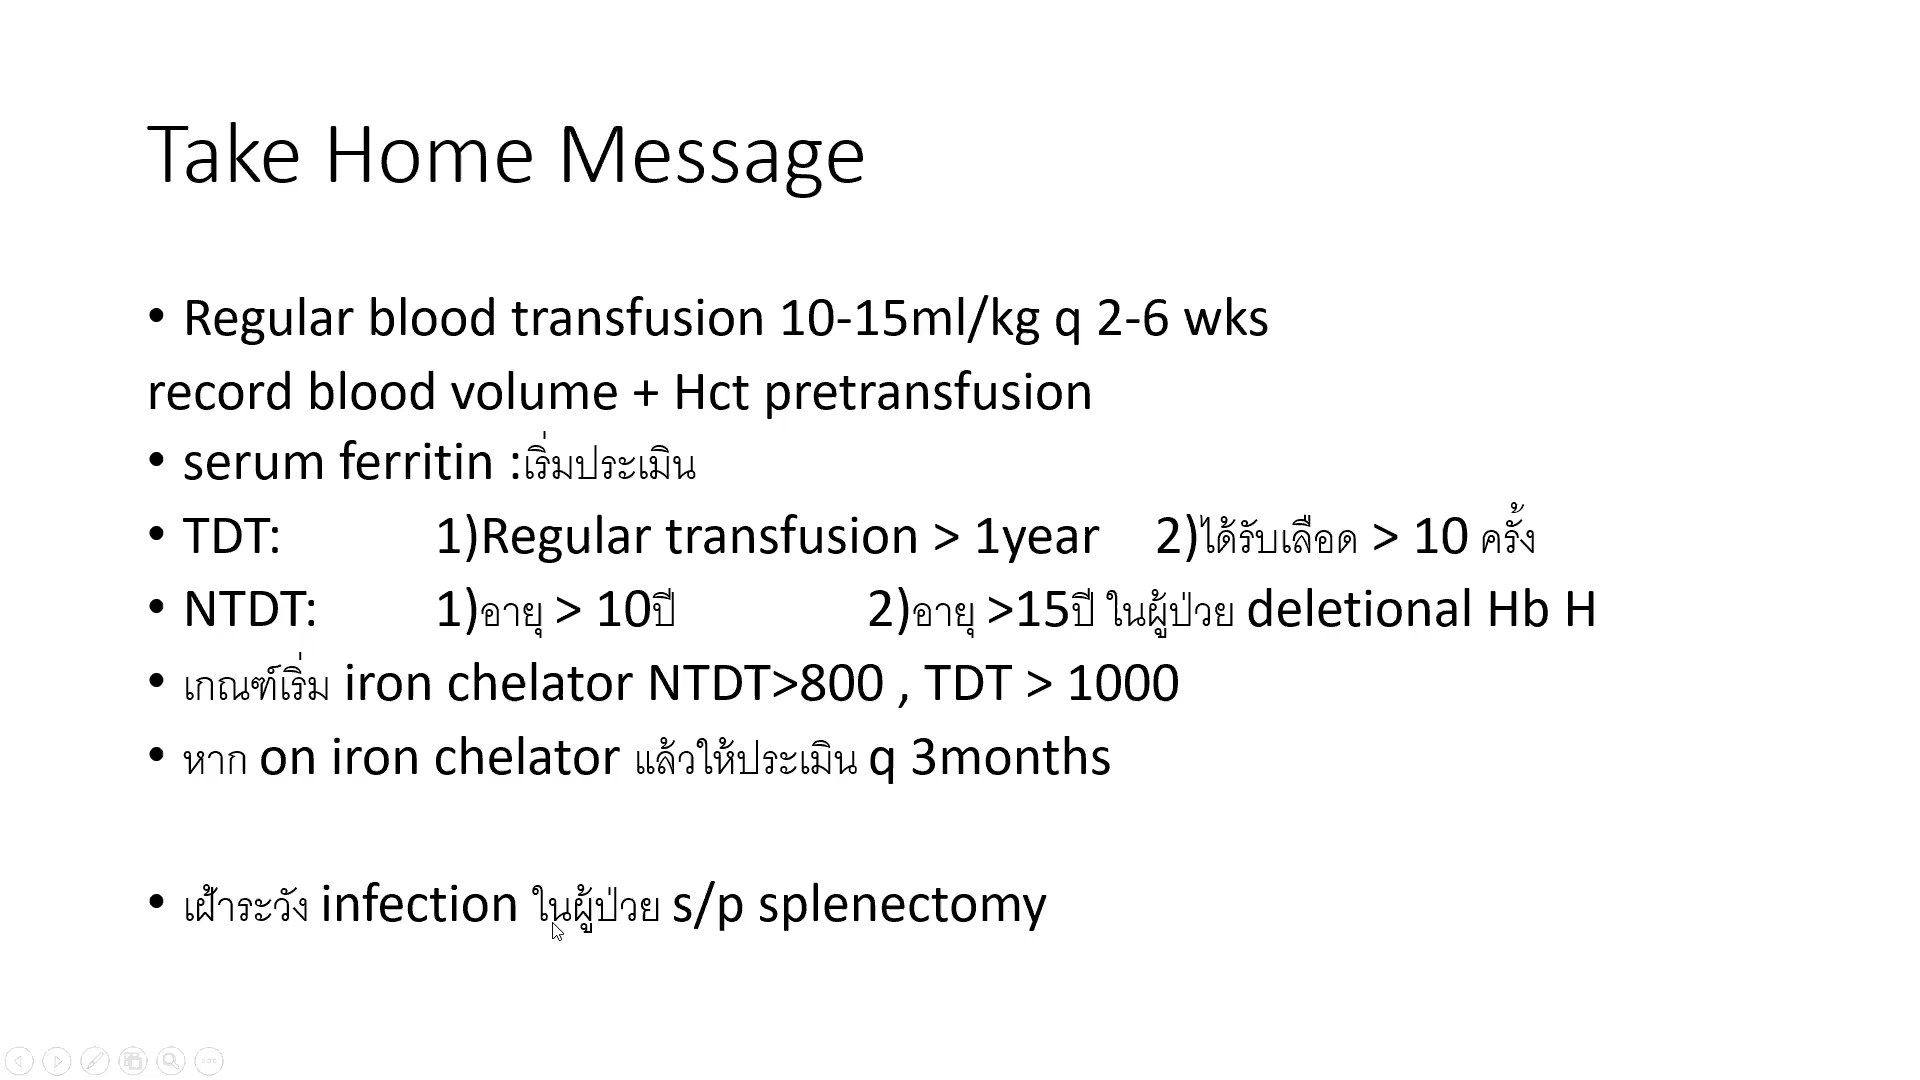 Take Home Message
• Regular blood transfusion 10-15ml/kg q 2-6 wks
record blood volume + Hct pretransfusion
• serum ferritin :เริ่มประเมิน
• TDT: 1)Regular transfusion > 1year 2)ได้รับเลือด > 10 ครั้ง
• NTDT: 1)อายุ > 10ปี 2)อายุ >15ปี ในผู้ป่วย deletional Hb H
• เกณฑ์เริ่ม iron chelator NTDT>800 , TDT > 1000
• หาก on iron chelator แล้วให้ประเมิน q 3months
• เฝ้าระวัง infection ในผู้ป่วย s/p splenectomy